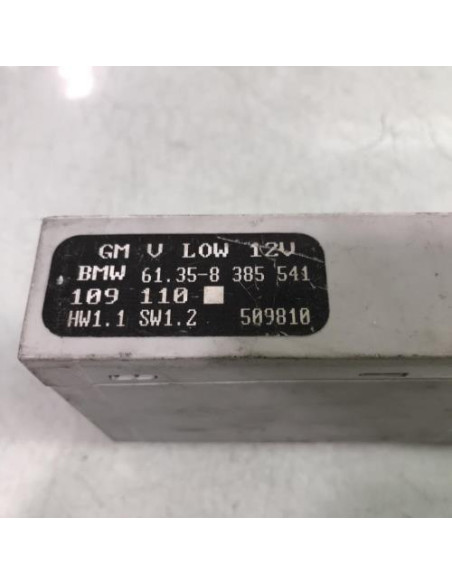 GM V LOW 12V
BMW 61.35-8 385 541
109 110
HW1.1 SW1.2 509810